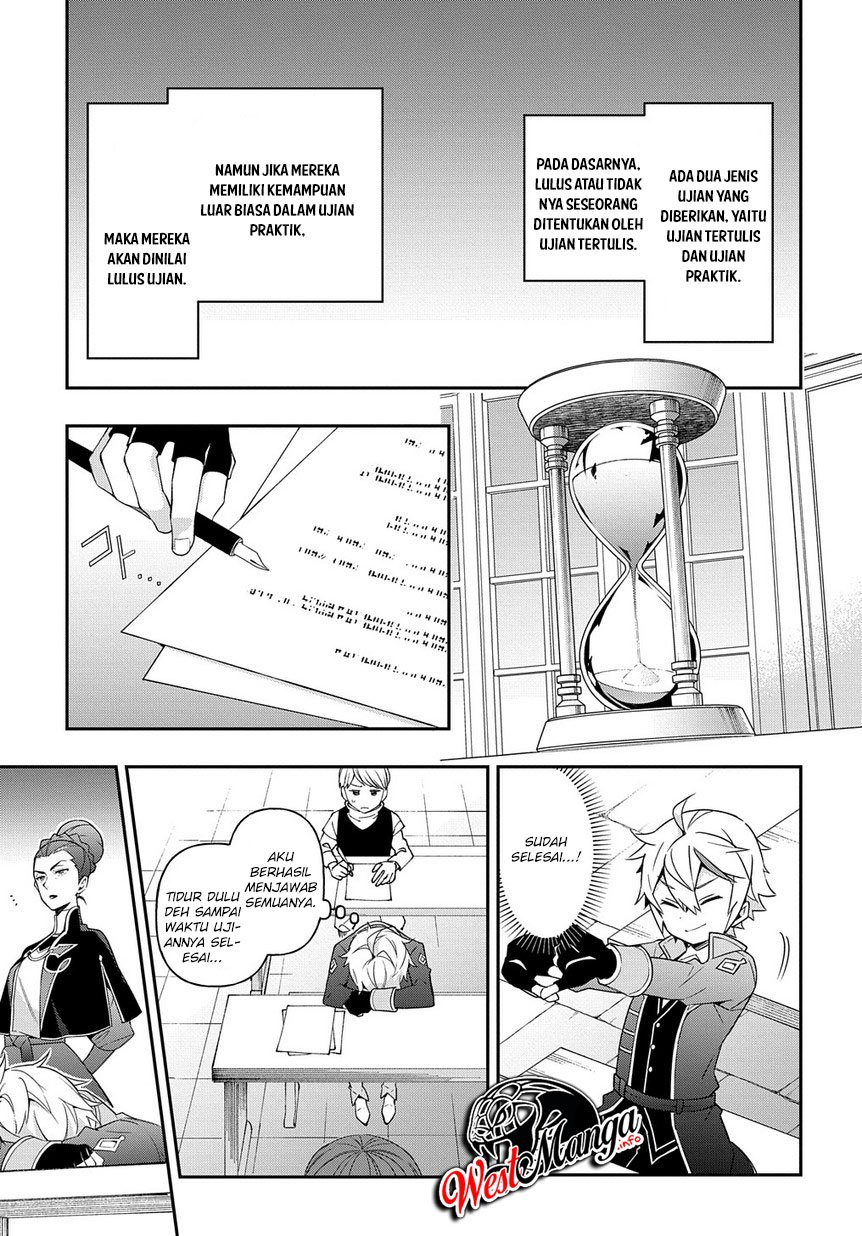 ADA DUA JENIS
UJIAN YANG
DIBERIKAN, YAITU
UJIAN TERTULIS
DAN UJIAN
PRAKTIK.
PADA DASARNYA,
LULUS ATAU TIDAK
NYA SESEORANG
DITENTUKAN OLEH
UJIAN TERTULIS.
NAMUN JIKA MEREKA
MEMILIKI KEMAMPUAN
LUAR BIASA DALAM UJIAN
PRAKTIK,
MAKA MEREKA
AKAN DINILAI
LULUS UJIAN.
SUDAH
SELESAI...!
AKU
BERHASIL
MENJAWAB
SEMUANYA.
TIDUR DULU
DEH SAMPAI
WAKTU UJI-
ANNYA SEL-
ESAI...
WestManga
.info